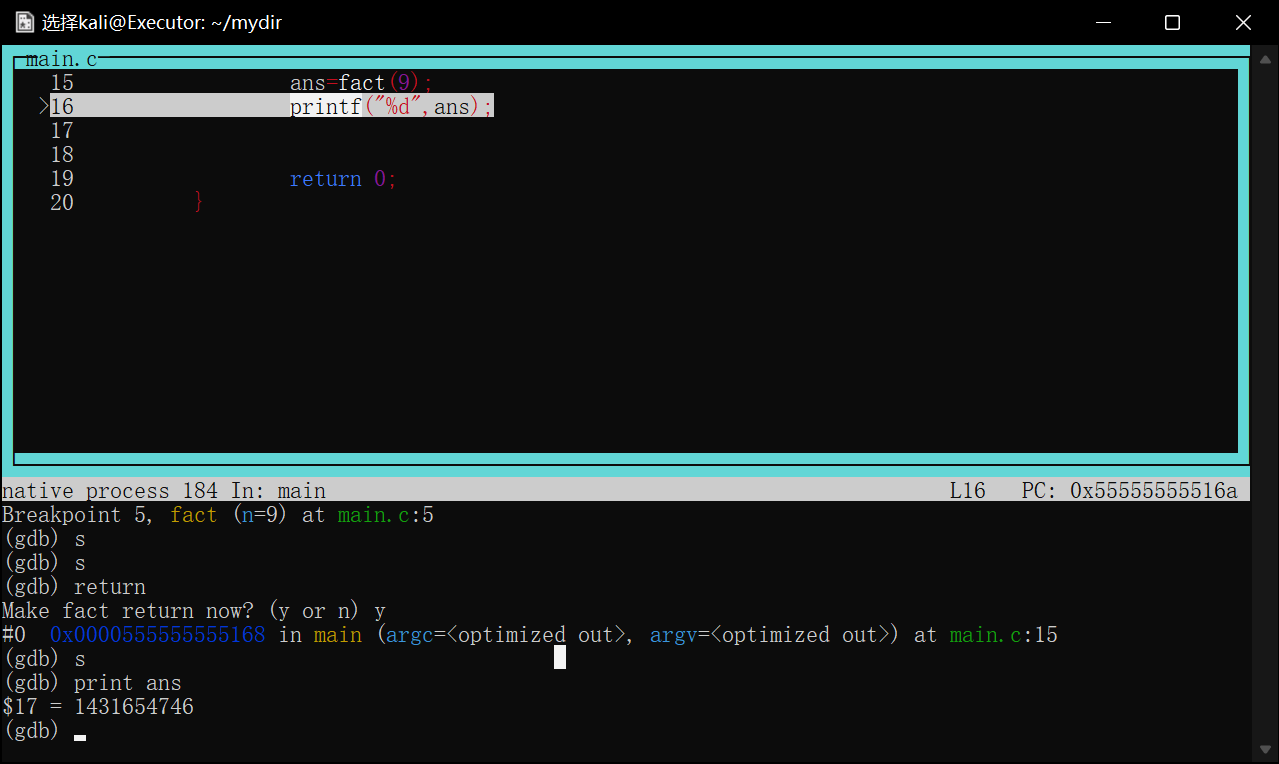 选择kali@Executor: ~/mydir
main.c
15 ans=fact(9);
>16 printf("%d",ans);
17
18
19 return 0;
20 }
native process 184 In: main L16 PC: 0x55555555516a
Breakpoint 5, fact (n=9) at main.c:5
(gdb) s
(gdb) s
(gdb) return
Make fact return now? (y or n) y
#0 0x0000555555555168 in main (argc=<optimized out>, argv=<optimized out>) at main.c:15
(gdb) s
(gdb) print ans
$17 = 1431654746
(gdb)